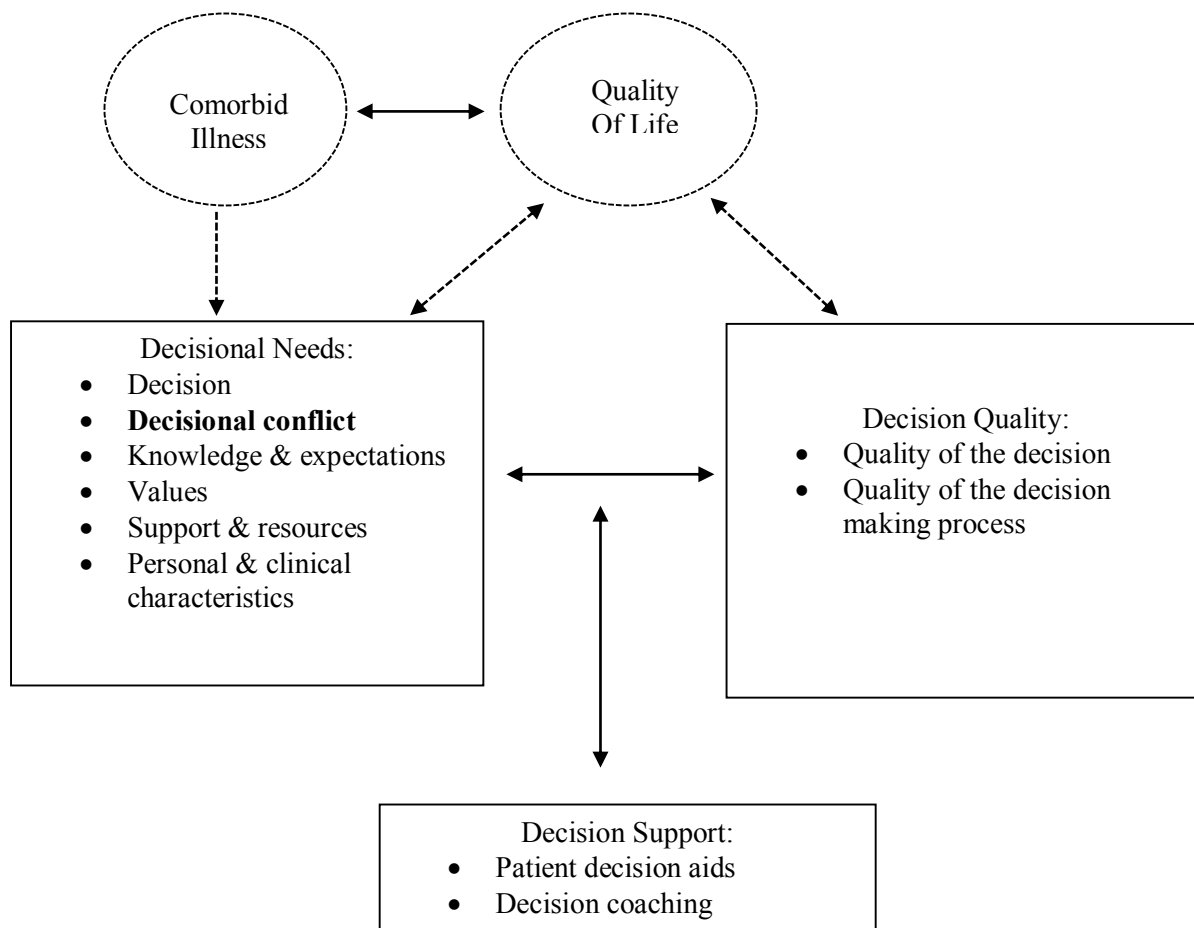 Comorbid
Illness
Quality
Of Life
Decisional Needs:
• Decision
• Decisional conflict
• Knowledge & expectations
• Values
• Support & resources
• Personal & clinical
characteristics
Decision Quality:
• Quality of the decision
• Quality of the decision
making process
Decision Support:
• Patient decision aids
• Decision coaching